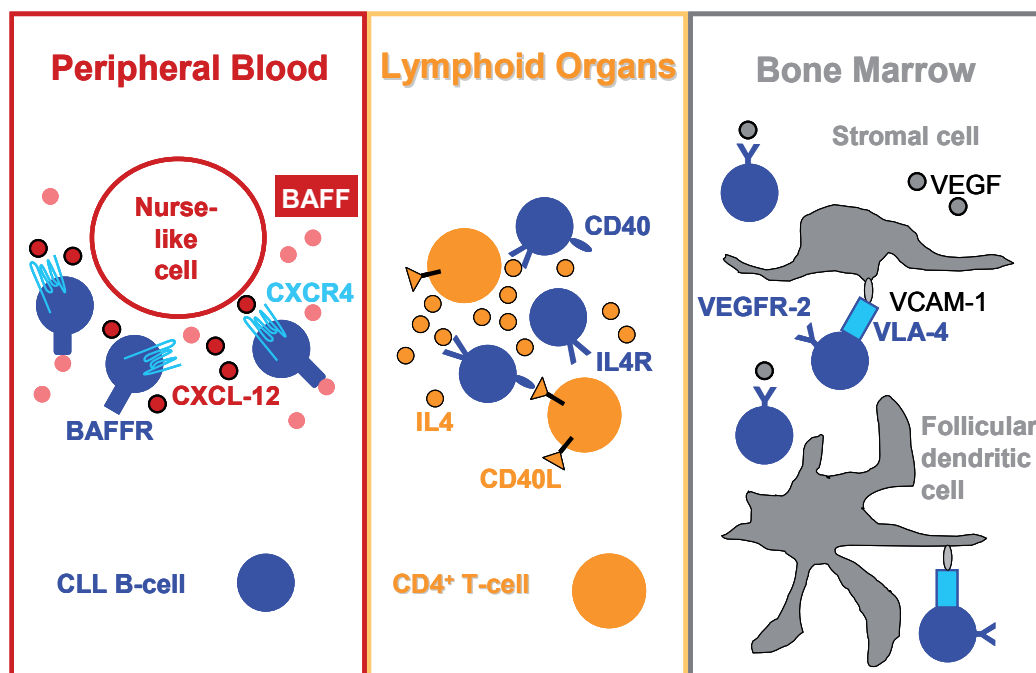 Peripheral Blood
Nurse-
like
cell
BAFF
CXCR4
CXCL-12
BAFFR
CLL B-cell
Lymphoid Organs
CD40
IL4R
IL4
CD40L
CD4⁺ T-cell
Bone Marrow
Stromal cell
VEGF
VCAM-1
VEGFR-2
VLA-4
Follicular
dendritic
cell